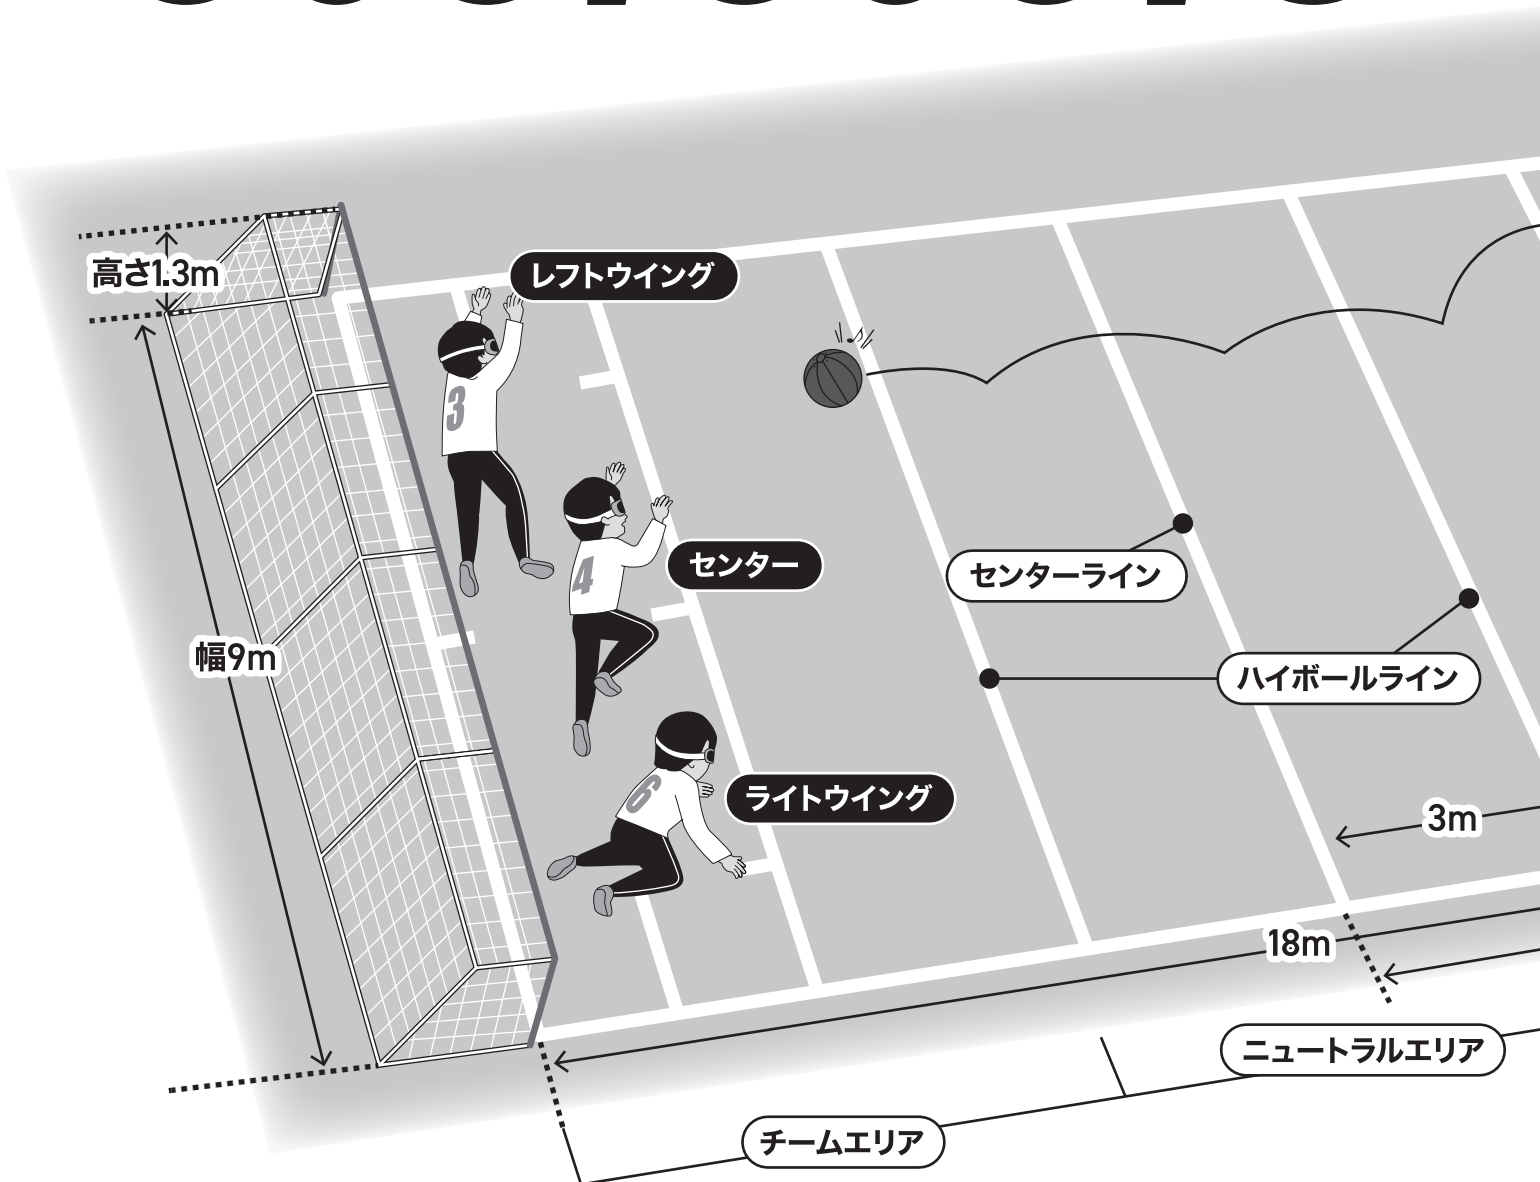 高さ1.3m
レフトウイング
3
センター
4
センターライン
幅9m
ハイボールライン
ライトウイング
6
3m
18m
ニュートラルエリア
チームエリア